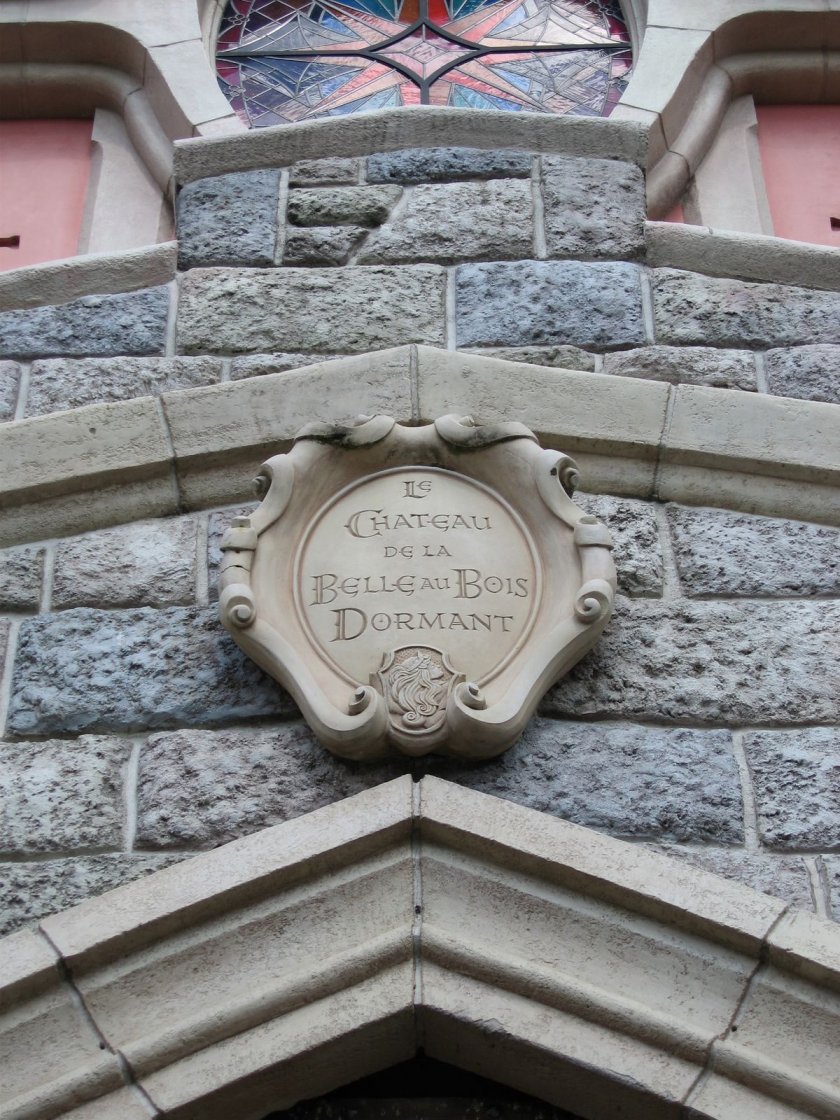 LE
CHATEAU
DE LA
BELLE AU BOIS
DORMANT